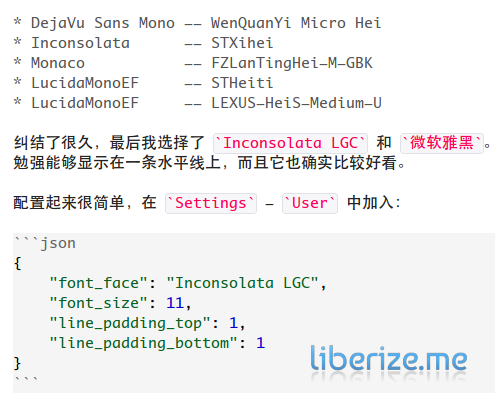 * DejaVu Sans Mono -- WenQuanYi Micro Hei
* Inconsolata      -- STXihei
* Monaco           -- FZLanTingHei-M-GBK
* LucidaMonoEF     -- STHeiti
* LucidaMonoEF     -- LEXUS-HeiS-Medium-U
纠结了很久，最后我选择了 `Inconsolata LGC` 和 `微软雅黑`。
勉强能够显示在一条水平线上，而且它也确实比较好看。
配置起来很简单，在 `Settings` – `User` 中加入：
```json
{
    "font_face": "Inconsolata LGC",
    "font_size": 11,
    "line_padding_top": 1,
    "line_padding_bottom": 1
}
```
liberize.me